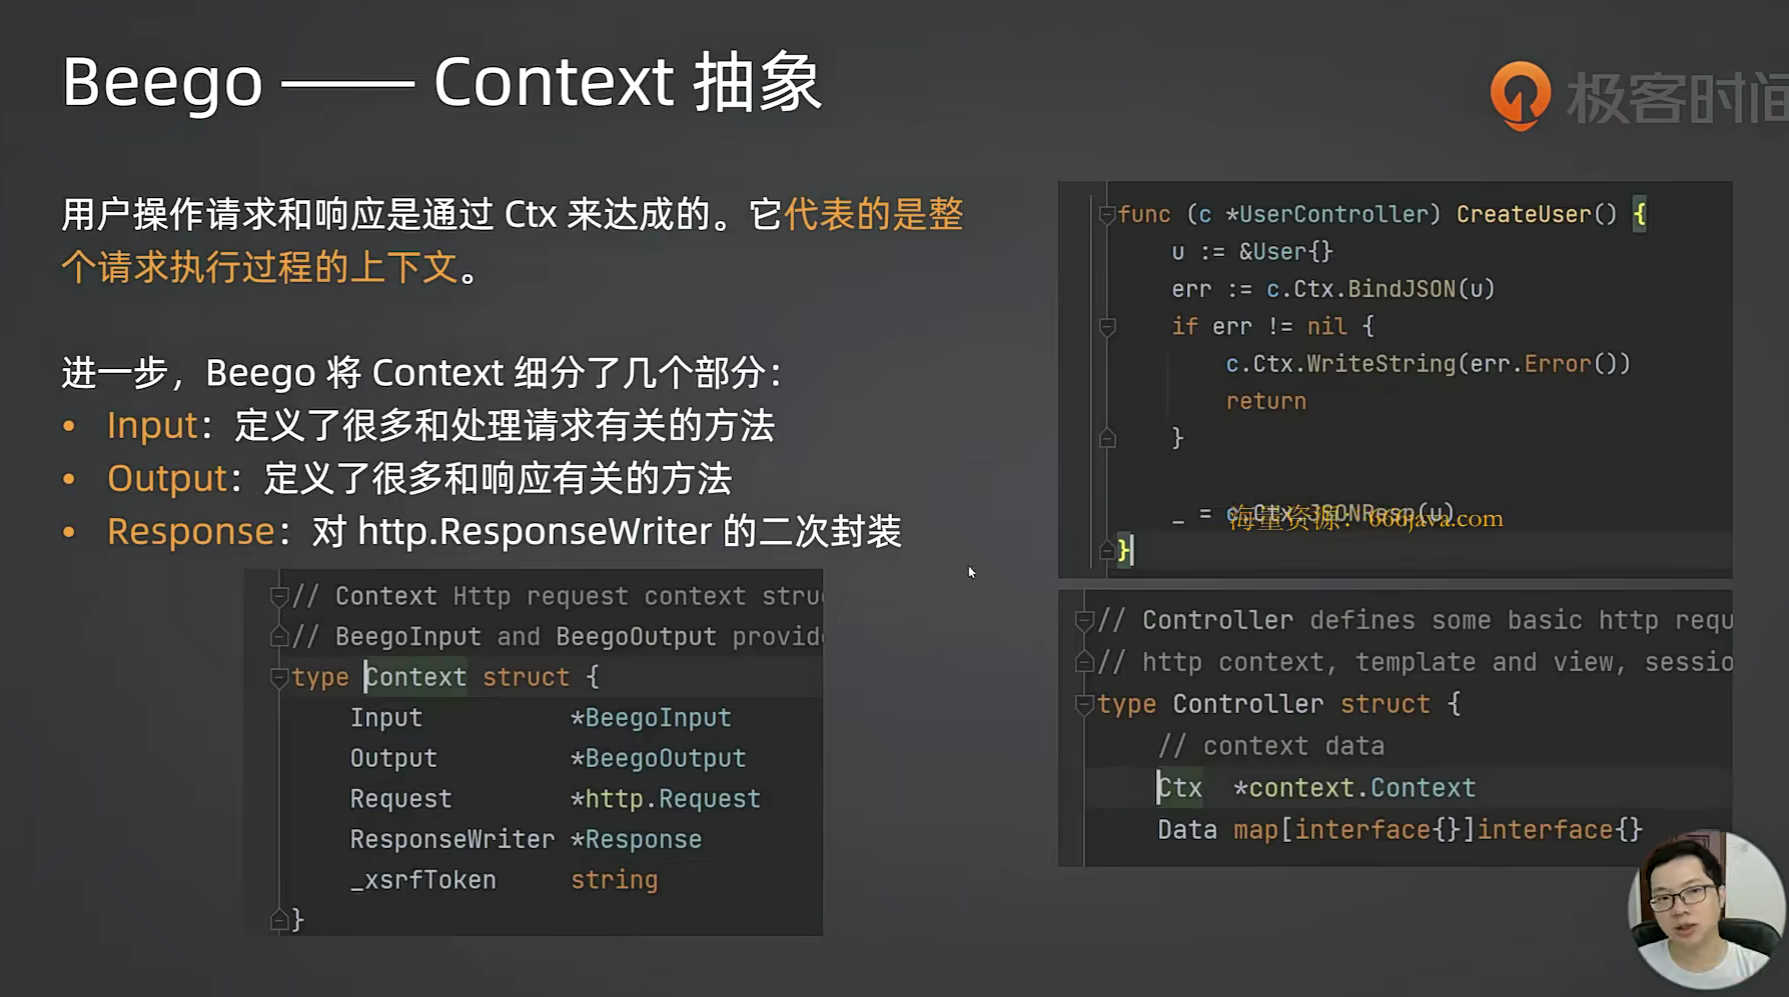 Beego —— Context 抽象
极客时间
用户操作请求和响应是通过 Ctx 来达成的。它代表的是整
个请求执行过程的上下文。
进一步，Beego 将 Context 细分了几个部分：
• Input：定义了很多和处理请求有关的方法
• Output：定义了很多和响应有关的方法
• Response：对 http.ResponseWriter 的二次封装
// Context Http request context stru
// BeegoInput and BeegoOutput provid
type Context struct {
Input *BeegoInput
Output *BeegoOutput
Request *http.Request
ResponseWriter *Response
_xsrfToken string
}
func (c *UserController) CreateUser() {
u := &User{}
err := c.Ctx.BindJSON(u)
if err != nil {
c.Ctx.WriteString(err.Error())
return
}
_ = c.Ctx.JSONResp(u)
海量资源：666java.com
}
// Controller defines some basic http requ
// http context, template and view, sessio
type Controller struct {
// context data
Ctx *context.Context
Data map[interface{}]interface{}